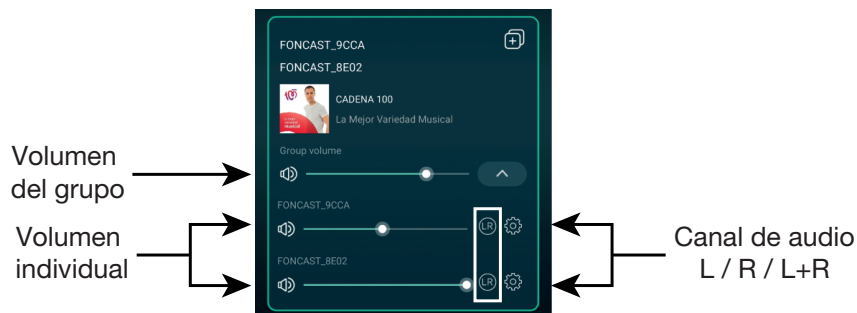 FONCAST_9CCA
FONCAST_8E02
CADENA 100
La Mejor Variedad Musical
Group volume
Volumen
del grupo
FONCAST_9CCA
LR
Volumen
individual
Canal de audio
L / R / L+R
FONCAST_8E02
LR